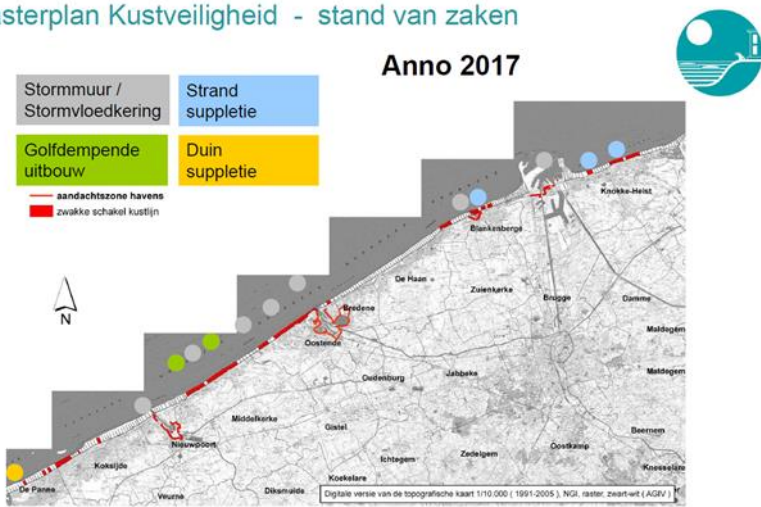 sterplan Kustveiligheid - stand van zaken
Anno 2017
Stormmuur /
Stormvloedkering
Strand
suppletie
Golfdempende
uitbouw
Duin
suppletie
aandachtszone havens
zwakke schakel kustlijn
N
Knokke-Heist
Blankenberge
De Haan
Zuienkerke
Brugge
Damme
Bredene
Maldegem
Oostende
Maldegem
Oudenburg
Jabbeke
Middelkerke
Gistel
Beernem
Nieuwpoort
Oostkamp
Ichtegem
Zedelgem
Koksijde
Knesselare
Koekelare
De Panne
Veurne
Diksmuide
Digitale versie van de topografische kaart 1/10.000 ( 1991-2005 ), NGI, raster, zwart-wit ( AGIV )